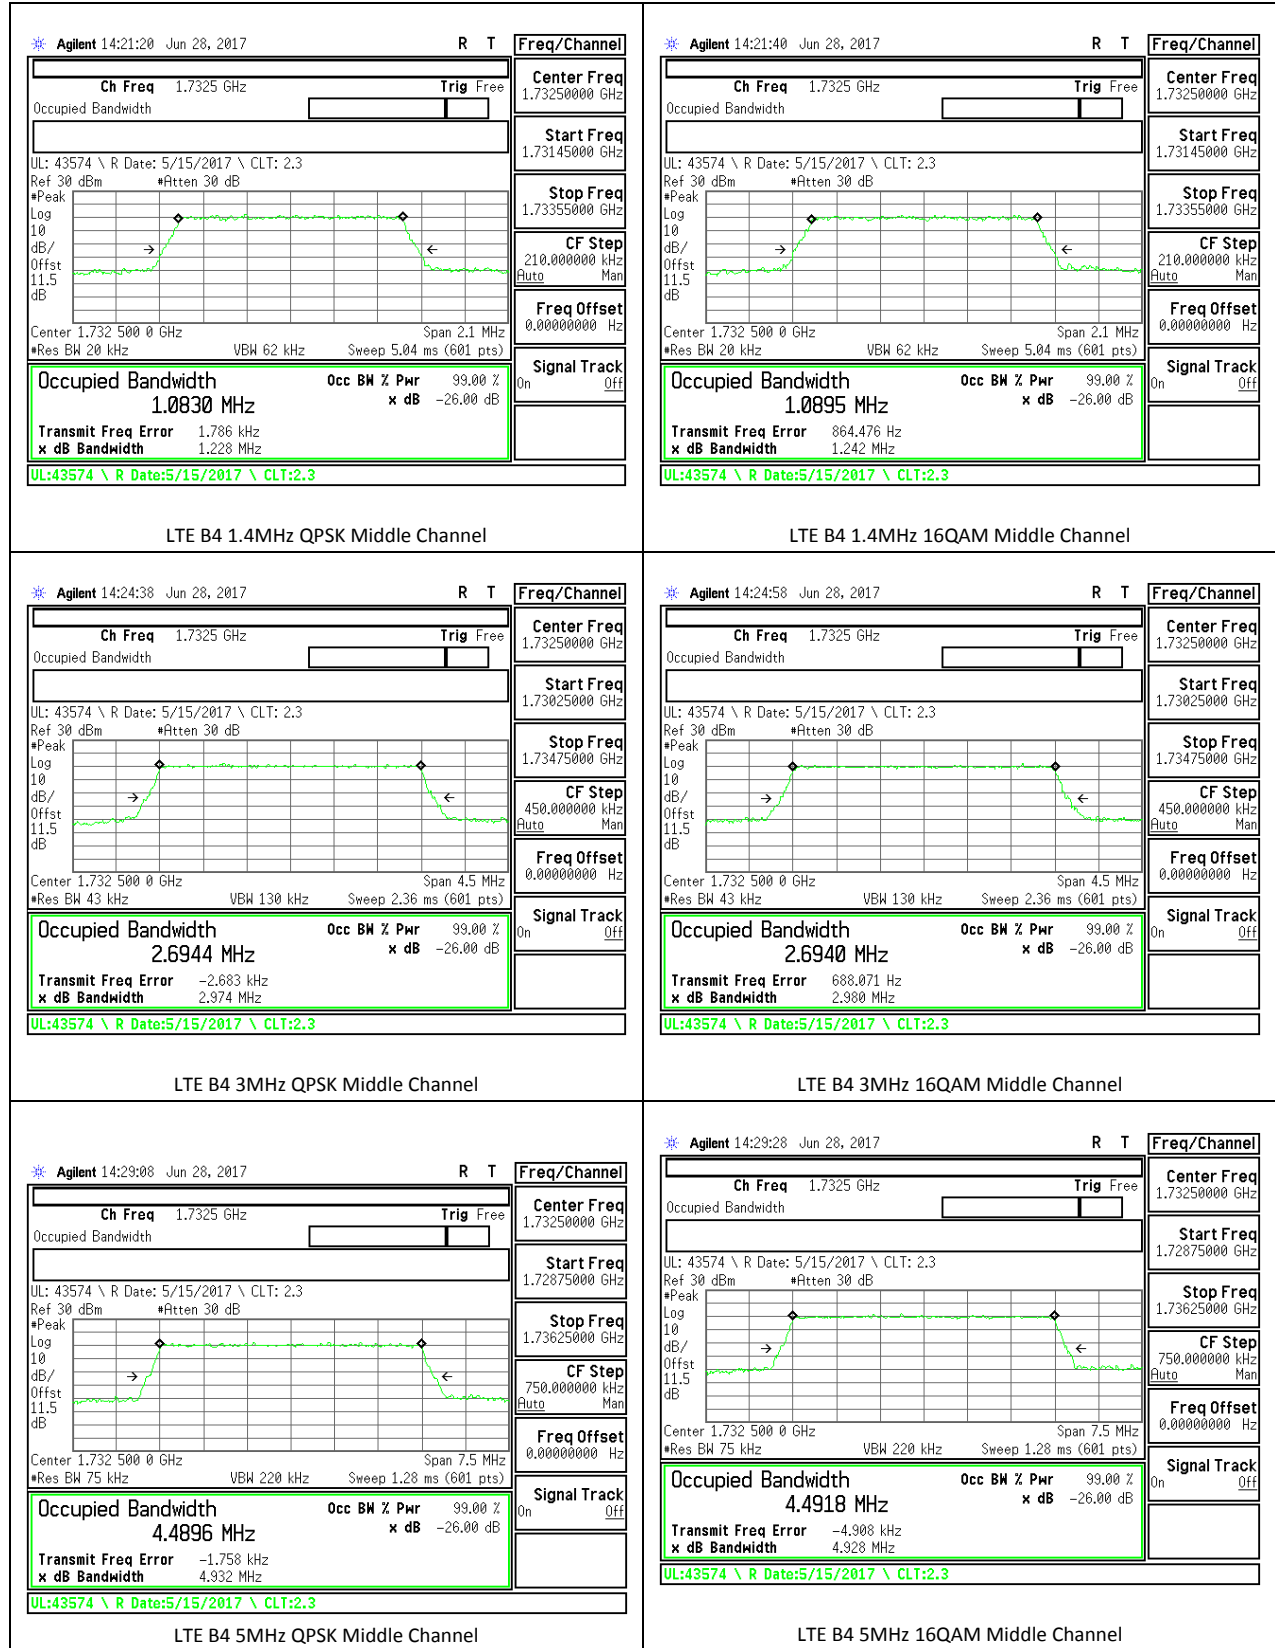 Agilent 14:21:20 Jun 28, 2017 R T Freq/Channel
Ch Freq 1.7325 GHz Trig Free
Occupied Bandwidth
Center Freq
1.73250000 GHz
Start Freq
1.73145000 GHz
Stop Freq
1.73355000 GHz
CF Step
210.000000 kHz
Auto Man
Freq Offset
0.00000000 Hz
Signal Track
On Off
UL: 43574 \ R Date: 5/15/2017 \ CLT: 2.3
Ref 30 dBm #Atten 30 dB
#Peak
Log
10
dB/
Offst
11.5
dB
Center 1.732 500 0 GHz Span 2.1 MHz
#Res BW 20 kHz VBW 62 kHz Sweep 5.04 ms (601 pts)
Occupied Bandwidth Occ BW % Pwr 99.00 %
1.0830 MHz x dB -26.00 dB
Transmit Freq Error 1.786 kHz
x dB Bandwidth 1.228 MHz
UL:43574 \ R Date:5/15/2017 \ CLT:2.3
LTE B4 1.4MHz QPSK Middle Channel
Agilent 14:21:40 Jun 28, 2017 R T Freq/Channel
Ch Freq 1.7325 GHz Trig Free
Occupied Bandwidth
Center Freq
1.73250000 GHz
Start Freq
1.73145000 GHz
Stop Freq
1.73355000 GHz
CF Step
210.000000 kHz
Auto Man
Freq Offset
0.00000000 Hz
Signal Track
On Off
UL: 43574 \ R Date: 5/15/2017 \ CLT: 2.3
Ref 30 dBm #Atten 30 dB
#Peak
Log
10
dB/
Offst
11.5
dB
Center 1.732 500 0 GHz Span 2.1 MHz
#Res BW 20 kHz VBW 62 kHz Sweep 5.04 ms (601 pts)
Occupied Bandwidth Occ BW % Pwr 99.00 %
1.0895 MHz x dB -26.00 dB
Transmit Freq Error 864.476 Hz
x dB Bandwidth 1.242 MHz
UL:43574 \ R Date:5/15/2017 \ CLT:2.3
LTE B4 1.4MHz 16QAM Middle Channel
Agilent 14:24:38 Jun 28, 2017 R T Freq/Channel
Ch Freq 1.7325 GHz Trig Free
Occupied Bandwidth
Center Freq
1.73250000 GHz
Start Freq
1.73025000 GHz
Stop Freq
1.73475000 GHz
CF Step
450.000000 kHz
Auto Man
Freq Offset
0.00000000 Hz
Signal Track
On Off
UL: 43574 \ R Date: 5/15/2017 \ CLT: 2.3
Ref 30 dBm #Atten 30 dB
#Peak
Log
10
dB/
Offst
11.5
dB
Center 1.732 500 0 GHz Span 4.5 MHz
#Res BW 43 kHz VBW 130 kHz Sweep 2.36 ms (601 pts)
Occupied Bandwidth Occ BW % Pwr 99.00 %
2.6944 MHz x dB -26.00 dB
Transmit Freq Error -2.683 kHz
x dB Bandwidth 2.974 MHz
UL:43574 \ R Date:5/15/2017 \ CLT:2.3
LTE B4 3MHz QPSK Middle Channel
Agilent 14:24:58 Jun 28, 2017 R T Freq/Channel
Ch Freq 1.7325 GHz Trig Free
Occupied Bandwidth
Center Freq
1.73250000 GHz
Start Freq
1.73025000 GHz
Stop Freq
1.73475000 GHz
CF Step
450.000000 kHz
Auto Man
Freq Offset
0.00000000 Hz
Signal Track
On Off
UL: 43574 \ R Date: 5/15/2017 \ CLT: 2.3
Ref 30 dBm #Atten 30 dB
#Peak
Log
10
dB/
Offst
11.5
dB
Center 1.732 500 0 GHz Span 4.5 MHz
#Res BW 43 kHz VBW 130 kHz Sweep 2.36 ms (601 pts)
Occupied Bandwidth Occ BW % Pwr 99.00 %
2.6940 MHz x dB -26.00 dB
Transmit Freq Error 688.071 Hz
x dB Bandwidth 2.980 MHz
UL:43574 \ R Date:5/15/2017 \ CLT:2.3
LTE B4 3MHz 16QAM Middle Channel
Agilent 14:29:08 Jun 28, 2017 R T Freq/Channel
Ch Freq 1.7325 GHz Trig Free
Occupied Bandwidth
Center Freq
1.73250000 GHz
Start Freq
1.72875000 GHz
Stop Freq
1.73625000 GHz
CF Step
750.000000 kHz
Auto Man
Freq Offset
0.00000000 Hz
Signal Track
On Off
UL: 43574 \ R Date: 5/15/2017 \ CLT: 2.3
Ref 30 dBm #Atten 30 dB
#Peak
Log
10
dB/
Offst
11.5
dB
Center 1.732 500 0 GHz Span 7.5 MHz
#Res BW 75 kHz VBW 220 kHz Sweep 1.28 ms (601 pts)
Occupied Bandwidth Occ BW % Pwr 99.00 %
4.4896 MHz x dB -26.00 dB
Transmit Freq Error -1.758 kHz
x dB Bandwidth 4.932 MHz
UL:43574 \ R Date:5/15/2017 \ CLT:2.3
LTE B4 5MHz QPSK Middle Channel
Agilent 14:29:28 Jun 28, 2017 R T Freq/Channel
Ch Freq 1.7325 GHz Trig Free
Occupied Bandwidth
Center Freq
1.73250000 GHz
Start Freq
1.72875000 GHz
Stop Freq
1.73625000 GHz
CF Step
750.000000 kHz
Auto Man
Freq Offset
0.00000000 Hz
Signal Track
On Off
UL: 43574 \ R Date: 5/15/2017 \ CLT: 2.3
Ref 30 dBm #Atten 30 dB
#Peak
Log
10
dB/
Offst
11.5
dB
Center 1.732 500 0 GHz Span 7.5 MHz
#Res BW 75 kHz VBW 220 kHz Sweep 1.28 ms (601 pts)
Occupied Bandwidth Occ BW % Pwr 99.00 %
4.4918 MHz x dB -26.00 dB
Transmit Freq Error -4.908 kHz
x dB Bandwidth 4.928 MHz
UL:43574 \ R Date:5/15/2017 \ CLT:2.3
LTE B4 5MHz 16QAM Middle Channel